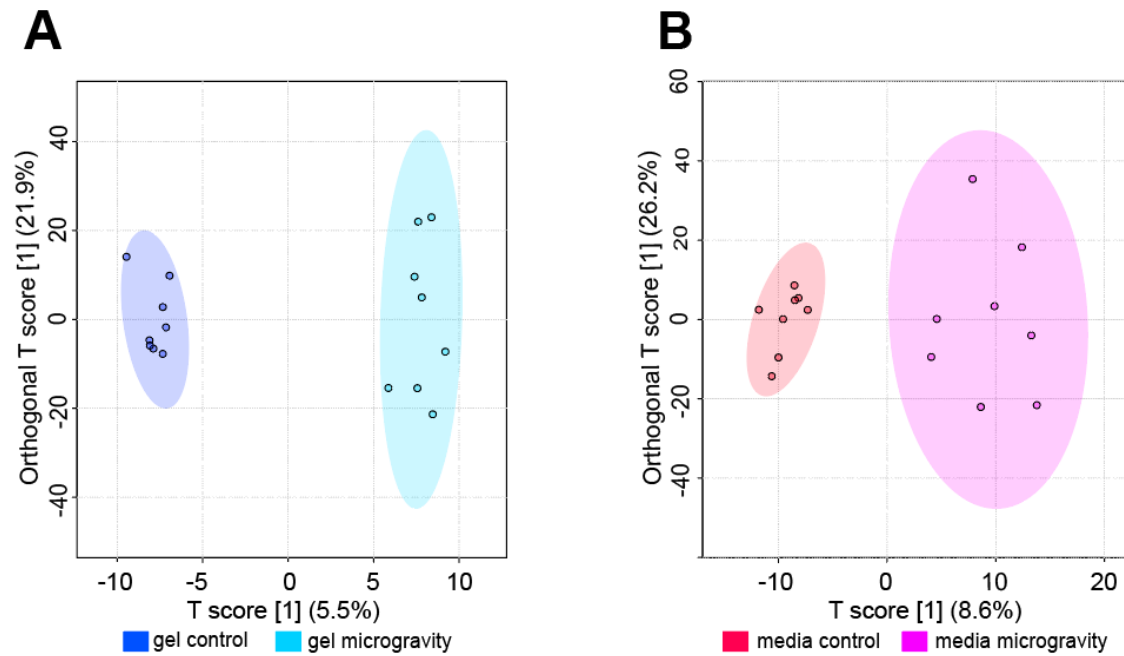 A
Orthogonal T score [1] (21.9%)
40
20
0
-20
-40
-10 -5 0 5 10
T score [1] (5.5%)
gel control gel microgravity
B
Orthogonal T score [1] (26.2%)
60
40
20
0
-20
-40
-10 0 10 20
T score [1] (8.6%)
media control media microgravity